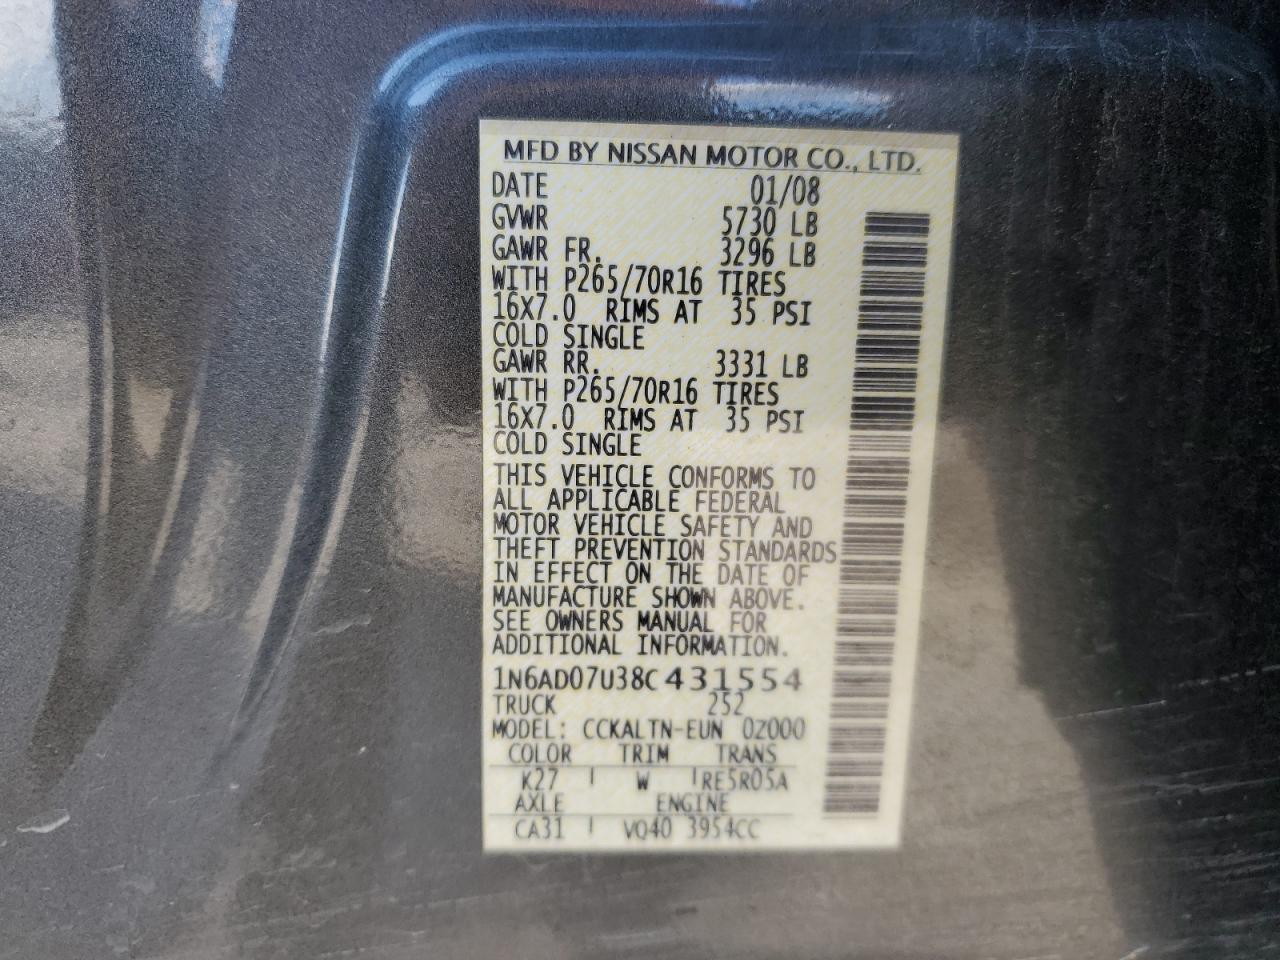 MFD BY NISSAN MOTOR CO., LTD.
DATE 01/08
GVWR 5730 LB
GAWR FR. 3296 LB
WITH P265/70R16 TIRES
16X7.0 RIMS AT 35 PSI
COLD SINGLE
GAWR RR. 3331 LB
WITH P265/70R16 TIRES
16X7.0 RIMS AT 35 PSI
COLD SINGLE
THIS VEHICLE CONFORMS TO
ALL APPLICABLE FEDERAL
MOTOR VEHICLE SAFETY AND
THEFT PREVENTION STANDARDS
IN EFFECT ON THE DATE OF
MANUFACTURE SHOWN ABOVE.
SEE OWNERS MANUAL FOR
ADDITIONAL INFORMATION.
1N6AD07U38C431554
TRUCK 252
MODEL: CCKALTN-EUN 0Z000
COLOR TRIM TRANS
K27 W RE5R05A
AXLE ENGINE
CA31 VQ40 3954CC